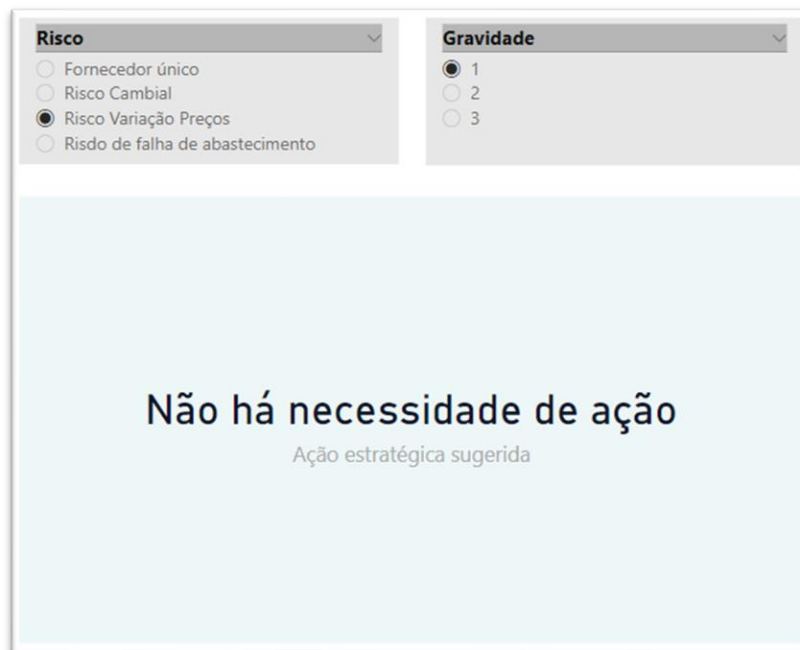 Risco
Fornecedor único
Risco Cambial
Risco Variação Preços
Risdo de falha de abastecimento
Gravidade
1
2
3
Não há necessidade de ação
Ação estratégica sugerida